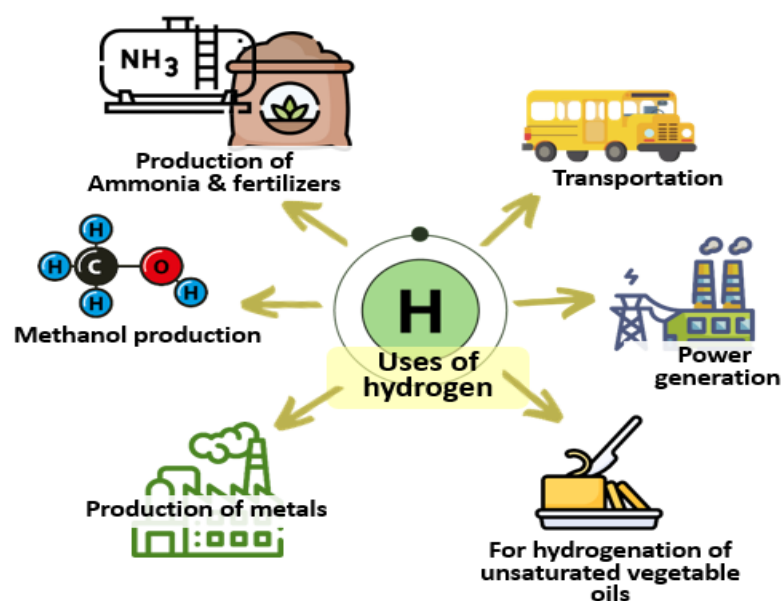 NH3
Production of
Ammonia & fertilizers
Transportation
H
H
C
O
H
H
Methanol production
H
Uses of
hydrogen
Power
generation
Production of metals
For hydrogenation of
unsaturated vegetable
oils